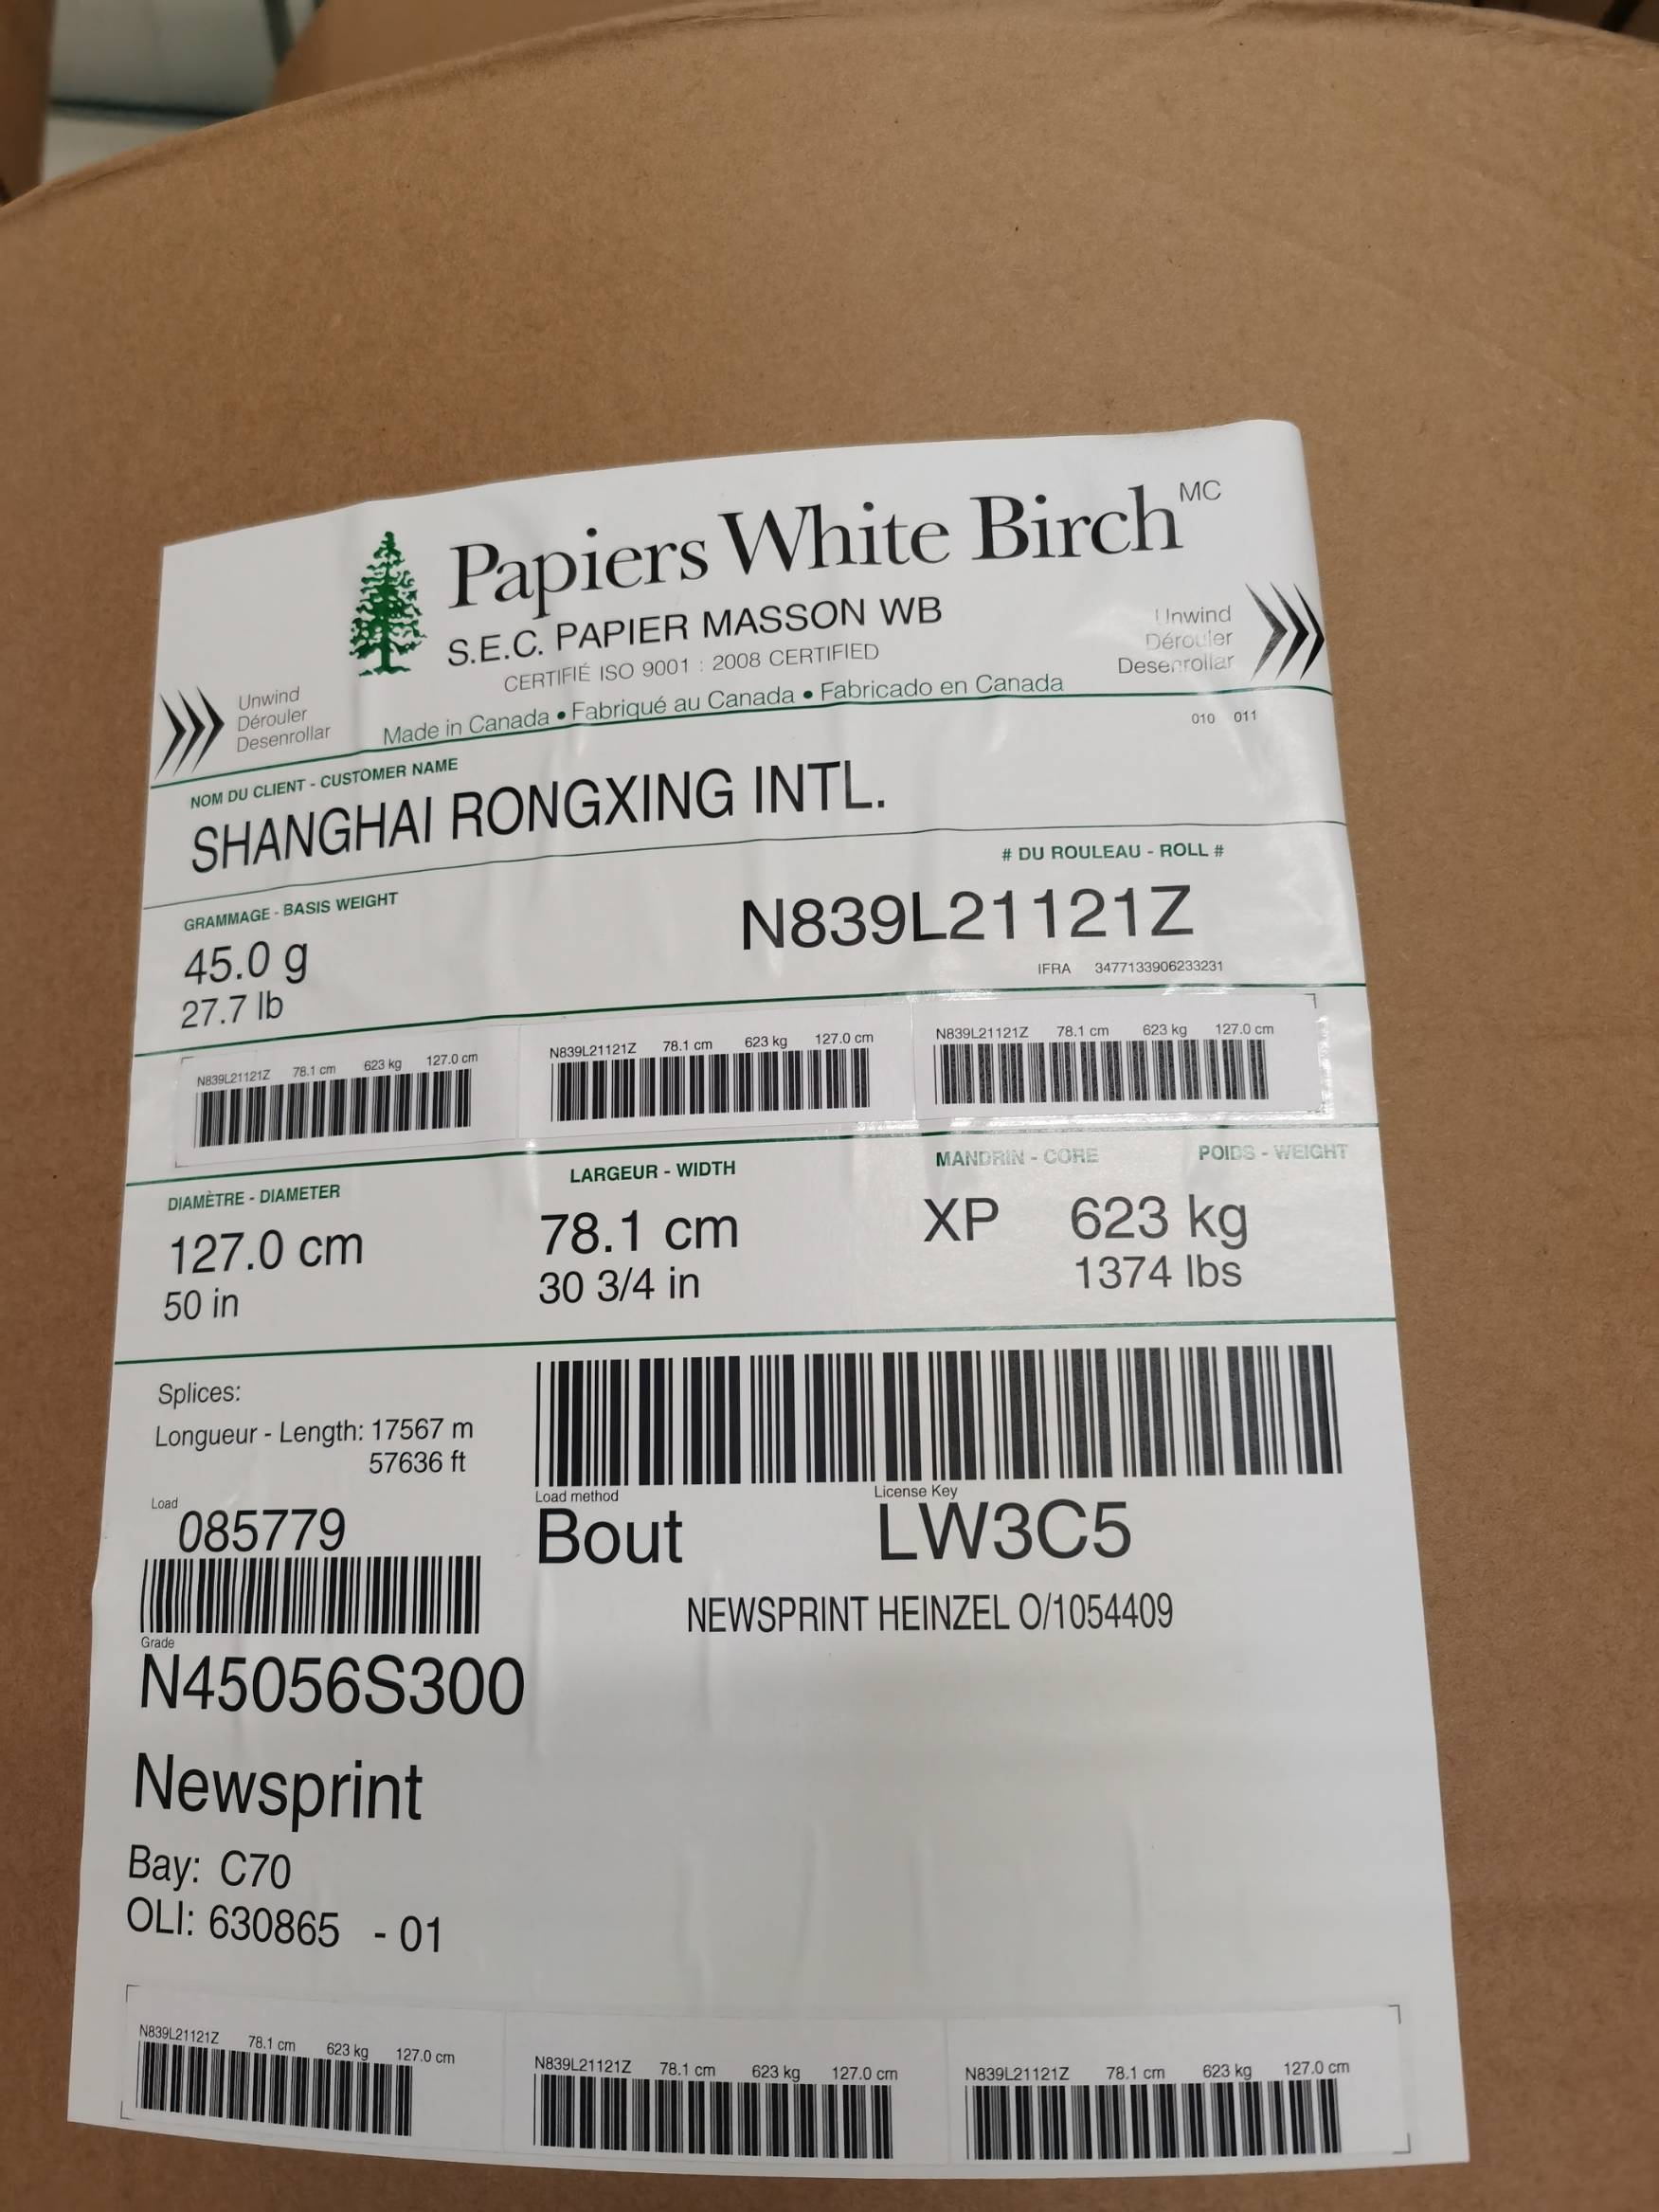 Papiers White Birch MC
S.E.C. PAPIER MASSON WB
CERTIFIÉ ISO 9001 : 2008 CERTIFIED
Made in Canada • Fabriqué au Canada • Fabricado en Canada
Unwind
Dérouler
Desenrollar
Unwind
Dérouler
Desenrollar
010 011
NOM DU CLIENT - CUSTOMER NAME
SHANGHAI RONGXING INTL.
GRAMMAGE - BASIS WEIGHT
45.0 g
27.7 lb
# DU ROULEAU - ROLL #
N839L21121Z
IFRA 3477133906233231
N839L21121Z 78.1 cm 623 kg 127.0 cm
N839L21121Z 78.1 cm 623 kg 127.0 cm
N839L21121Z 78.1 cm 623 kg 127.0 cm
DIAMÈTRE - DIAMETER
127.0 cm
50 in
LARGEUR - WIDTH
78.1 cm
30 3/4 in
MANDRIN - CORE
XP
POIDS - WEIGHT
623 kg
1374 lbs
Splices:
Longueur - Length: 17567 m
57636 ft
Load
085779
Load method
Bout
License Key
LW3C5
NEWSPRINT HEINZEL O/1054409
Grade
N45056S300
Newsprint
Bay: C70
OLI: 630865 - 01
N839L21121Z 78.1 cm 623 kg 127.0 cm
N839L21121Z 78.1 cm 623 kg 127.0 cm
N839L21121Z 78.1 cm 623 kg 127.0 cm